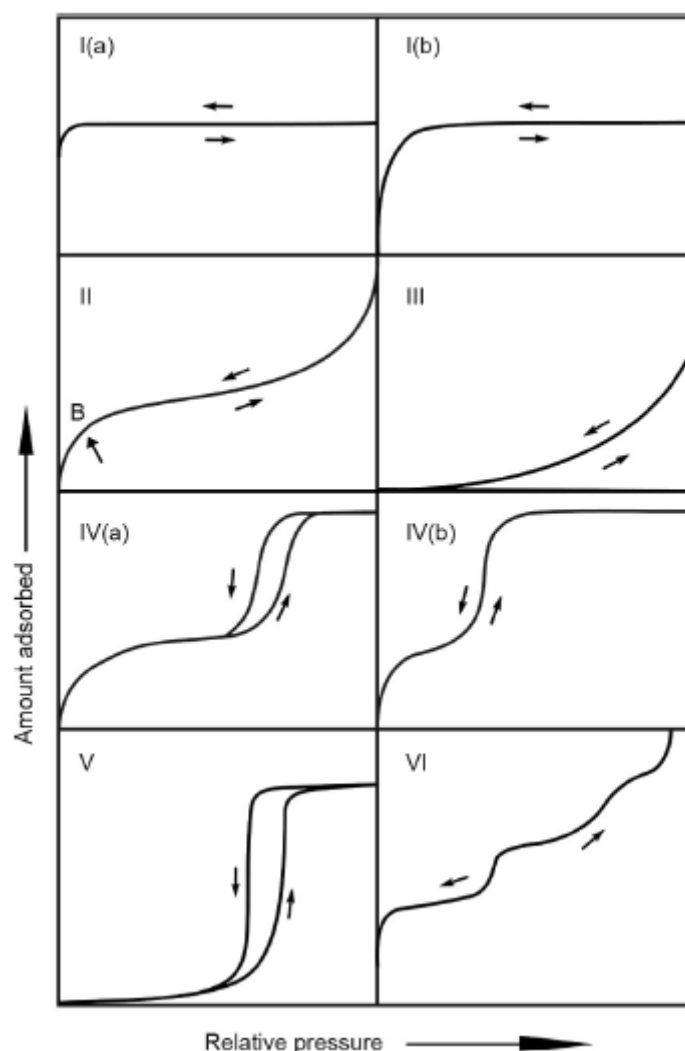 I(a)
I(b)
II
III
B
IV(a)
IV(b)
V
VI
Amount adsorbed
Relative pressure